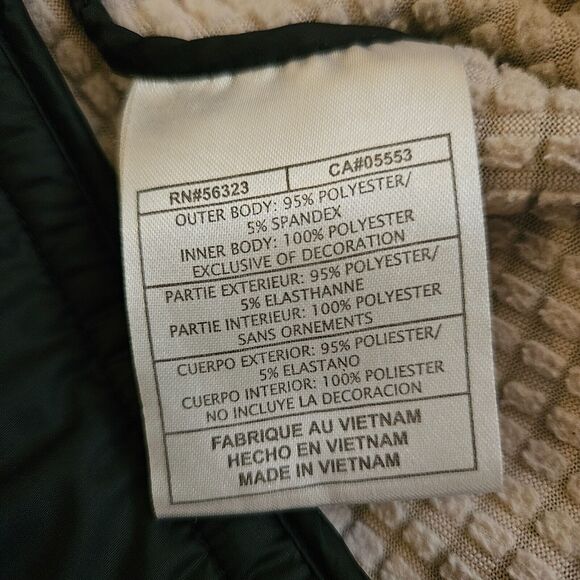 RN#56323 CA#05553
OUTER BODY: 95% POLYESTER/
5% SPANDEX
INNER BODY: 100% POLYESTER
EXCLUSIVE OF DECORATION
PARTIE EXTERIEUR: 95% POLYESTER/
5% ELASTHANNE
PARTIE INTERIEUR: 100% POLYESTER
SANS ORNEMENTS
CUERPO EXTERIOR: 95% POLIESTER/
5% ELASTANO
CUERPO INTERIOR: 100% POLIESTER
NO INCLUYE LA DECORACION
FABRIQUE AU VIETNAM
HECHO EN VIETNAM
MADE IN VIETNAM